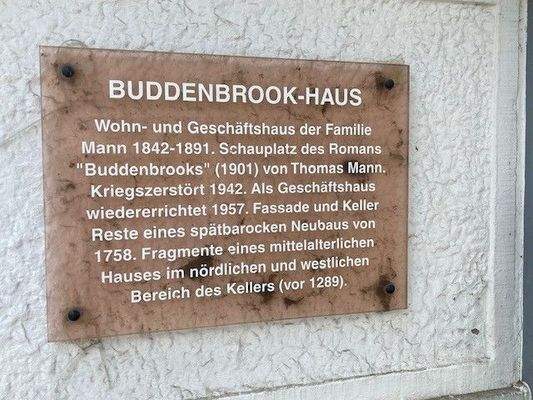 BUDDENBROOK-HAUS
Wohn- und Geschäftshaus der Familie
Mann 1842-1891. Schauplatz des Romans
"Buddenbrooks" (1901) von Thomas Mann.
Kriegszerstört 1942. Als Geschäftshaus
wiedererrichtet 1957. Fassade und Keller
Reste eines spätbarocken Neubaus von
1758. Fragmente eines mittelalterlichen
Hauses im nördlichen und westlichen
Bereich des Kellers (vor 1289).